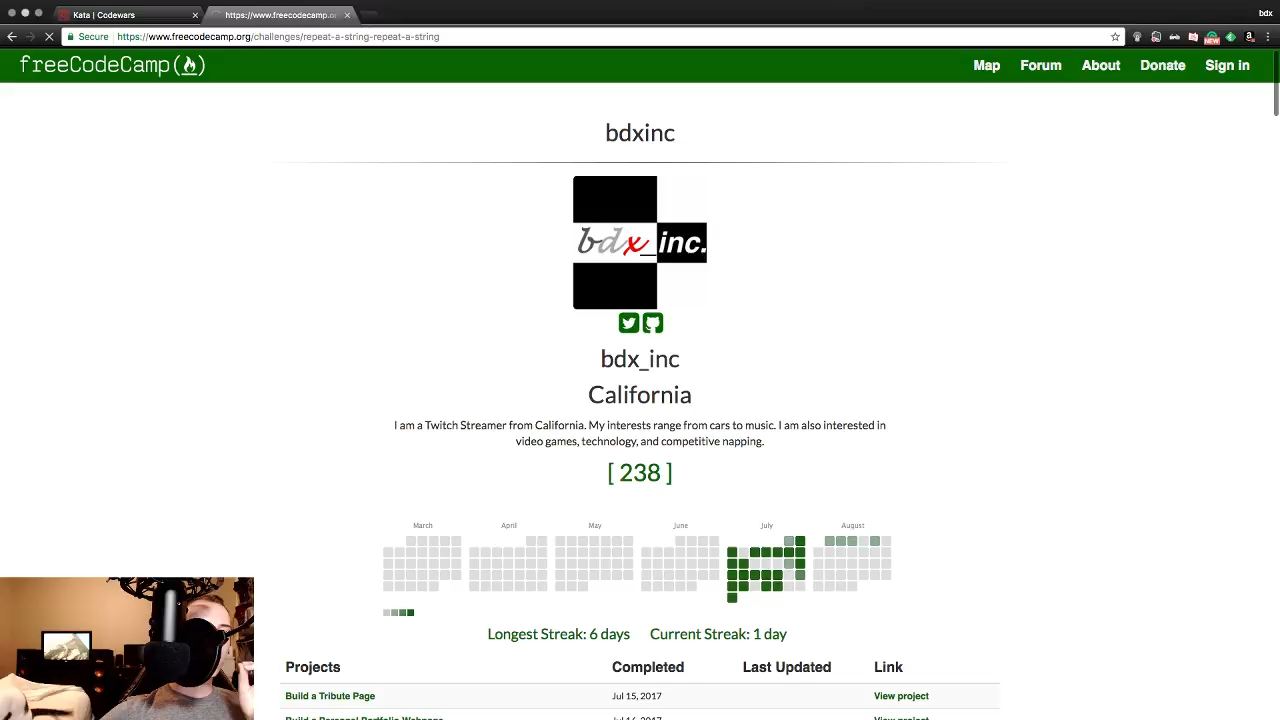 Kata | Codewars
https://www.freecodecamp.or
bdx
Secure
https://www.freecodecamp.org/challenges/repeat-a-string-repeat-a-string
NEW
freeCodeCamp
Map
Forum
About
Donate
Sign in
bdxinc
bdx_inc.
bdx_inc
California
I am a Twitch Streamer from California. My interests range from cars to music. I am also interested in
video games, technology, and competitive napping.
[ 238 ]
March
April
May
June
July
August
Longest Streak: 6 days
Current Streak: 1 day
Projects
Completed
Last Updated
Link
Build a Tribute Page
Jul 15, 2017
View project
Build a Personal Portfolio Webpage
Jul 16, 2017
View project